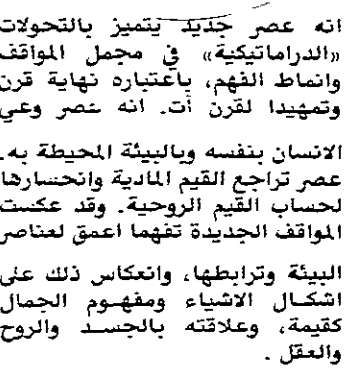 انه عصر جديد يتميز بالتحولات
«الدراماتيكية» في مجمل المواقف
وانماط الفهم، باعتباره نهاية قرن
وتمهيدا لقرن أت. انه عصر وعي
الانسان بنفسه وبالبيئة المحيطة به.
عصر تراجع القيم المادية وانحسارها
لحساب القيم الروحية. وقد عكست
المواقف الجديدة تفهما اعمق لعناصر
البيئة وترابطها، وانعكاس ذلك على
اشكال الاشياء ومفهوم الجمال
كقيمة، وعلاقته بالجسد والروح
والعقل .